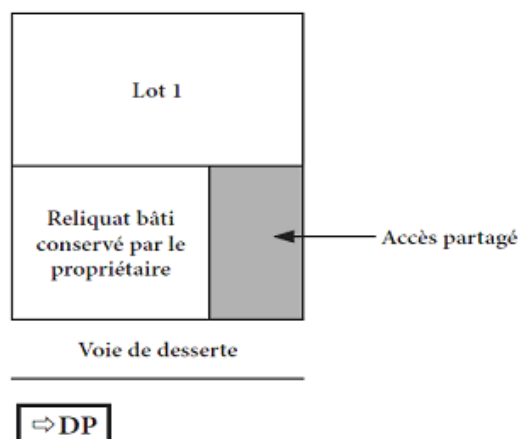 Lot 1
Reliquat bâti
conservé par le
propriétaire
Accès partagé
Voie de desserte
⇨DP